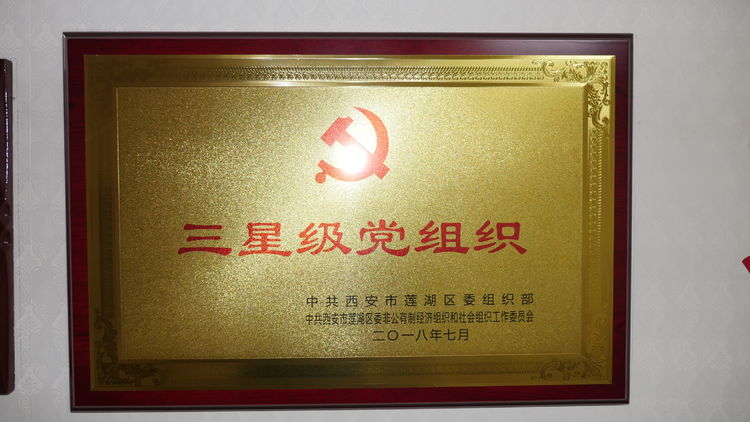 三星级党组织
中共西安市莲湖区委组织部
中共西安市莲湖区委非公有制经济组织和社会组织工作委员会
二〇一八年七月